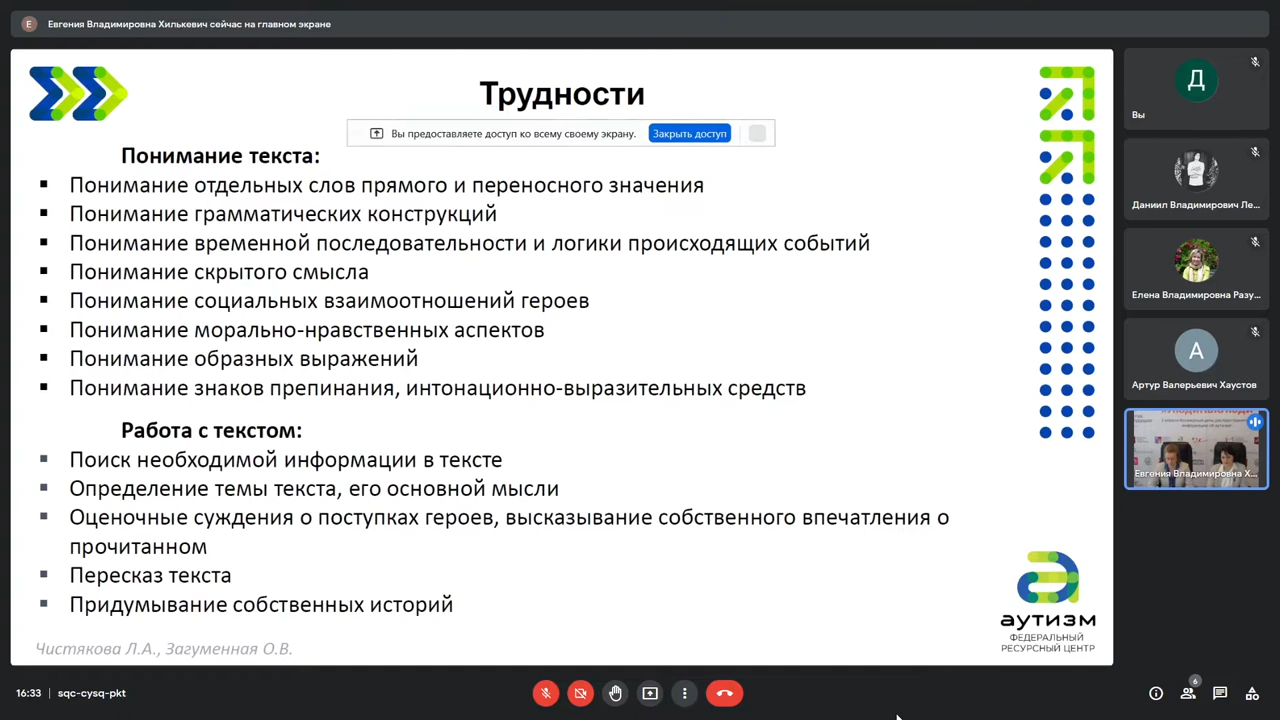 Е
Евгения Владимировна Хилькевич сейчас на главном экране
Трудности
Вы предоставляете доступ ко всему своему экрану.
Закрыть доступ
Понимание текста:
Понимание отдельных слов прямого и переносного значения
Понимание грамматических конструкций
Понимание временной последовательности и логики происходящих событий
Понимание скрытого смысла
Понимание социальных взаимоотношений героев
Понимание морально-нравственных аспектов
Понимание образных выражений
Понимание знаков препинания, интонационно-выразительных средств
Работа с текстом:
Поиск необходимой информации в тексте
Определение темы текста, его основной мысли
Оценочные суждения о поступках героев, высказывание собственного впечатления о
прочитанном
Пересказ текста
Придумывание собственных историй
Чистякова Л.А., Загуменная О.В.
аутизм
ФЕДЕРАЛЬНЫЙ
РЕСУРСНЫЙ ЦЕНТР
Д
Вы
Даниил Владимирович Ле...
Елена Владимировна Разу...
А
Артур Валерьевич Хаустов
Евгения Владимировна Х...
16:33
sqc-cysq-pkt
6